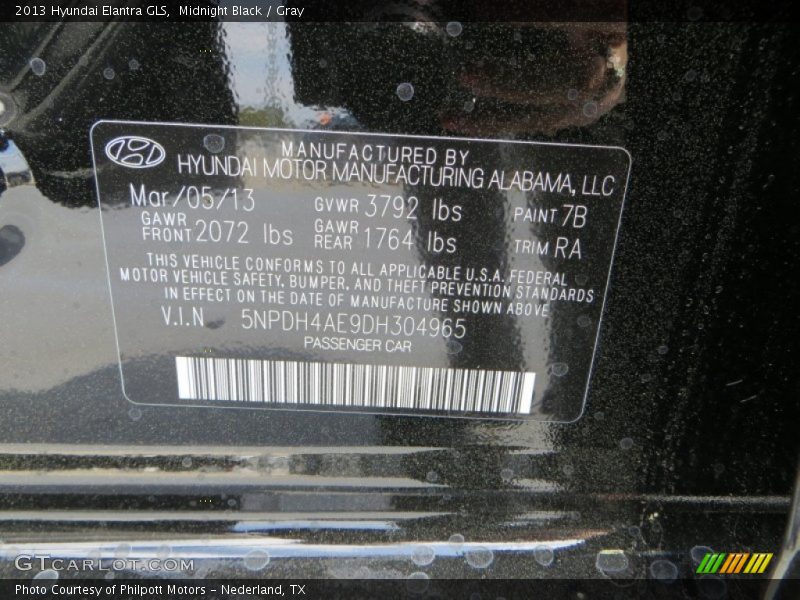 2013 Hyundai Elantra GLS, Midnight Black / Gray
MANUFACTURED BY
HYUNDAI MOTOR MANUFACTURING ALABAMA, LLC
Mar/05/13 GVWR 3792 lbs PAINT 7B
GAWR FRONT 2072 lbs GAWR REAR 1764 lbs TRIM RA
THIS VEHICLE CONFORMS TO ALL APPLICABLE U.S.A. FEDERAL
MOTOR VEHICLE SAFETY, BUMPER, AND THEFT PREVENTION STANDARDS
IN EFFECT ON THE DATE OF MANUFACTURE SHOWN ABOVE
V.I.N 5NPDH4AE9DH304965
PASSENGER CAR
GTCARLOT.COM
Photo Courtesy of Philpott Motors - Nederland, TX